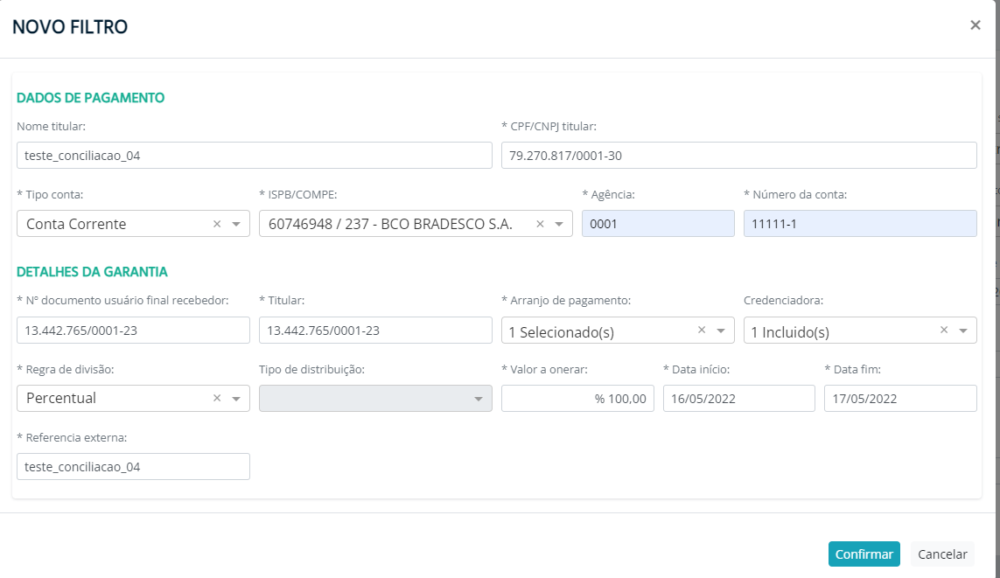 NOVO FILTRO ×
DADOS DE PAGAMENTO
Nome titular: * CPF/CNPJ titular:
teste_conciliacao_04 79.270.817/0001-30
* Tipo conta: * ISPB/COMPE: * Agência: * Número da conta:
Conta Corrente × 60746948 / 237 - BCO BRADESCO S.A. × 0001 11111-1
DETALHES DA GARANTIA
* Nº documento usuário final recebedor: * Titular: * Arranjo de pagamento: Credenciadora:
13.442.765/0001-23 13.442.765/0001-23 1 Selecionado(s) × 1 Incluido(s) ×
* Regra de divisão: Tipo de distribuição: * Valor a onerar: * Data início: * Data fim:
Percentual × % 100,00 16/05/2022 17/05/2022
* Referencia externa:
teste_conciliacao_04
Confirmar Cancelar